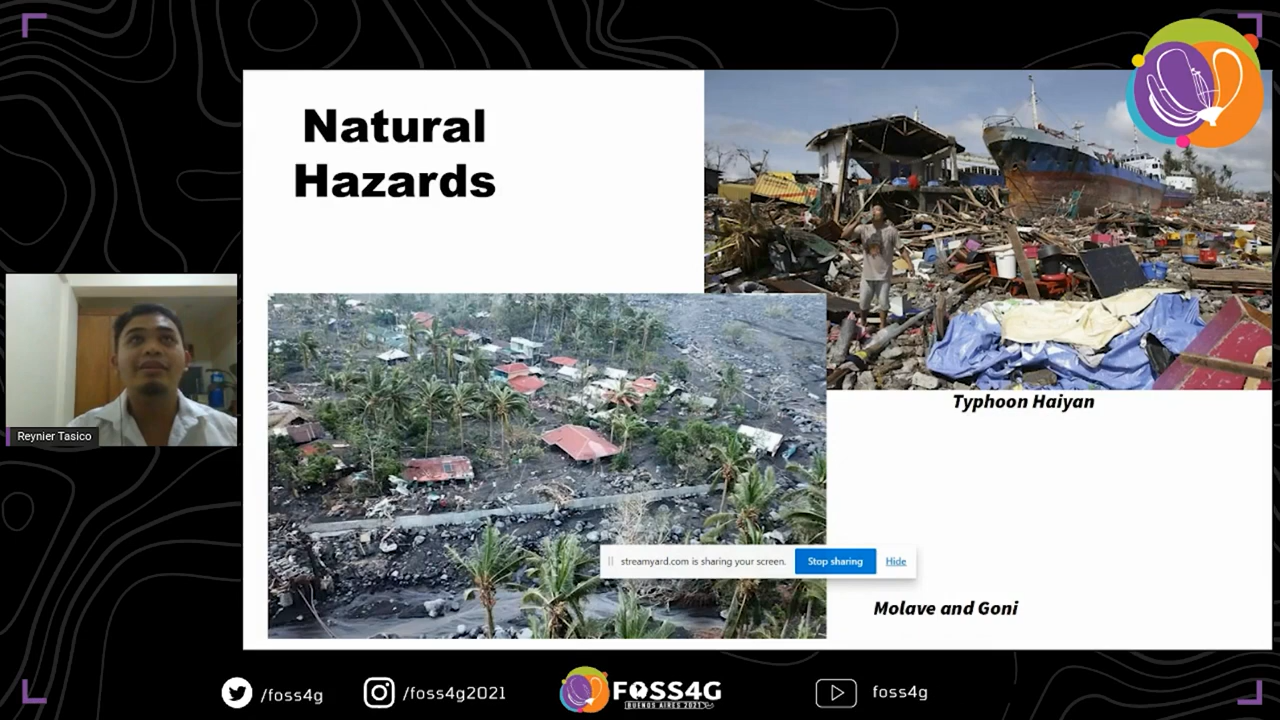 Natural
Hazards
Typhoon Haiyan
Reynier Tasico
streamyard.com is sharing your screen.
Stop sharing
Hide
Molave and Goni
/foss4g
/foss4g2021
FOSS4G
BUENOS AIRES 2021
foss4g